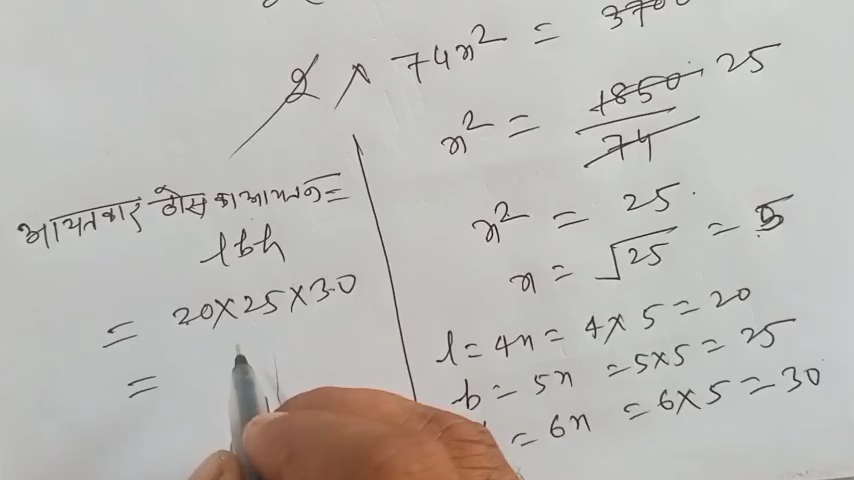 2 × 74x² = 3700
x² = 1850/74 25
x² = 25
x = √25 = 5
l = 4x = 4×5 = 20
b = 5x = 5×5 = 25
= 6x = 6×5 = 30
आयतकार ठोस का आयतन =
lbh
= 20×25×30
=